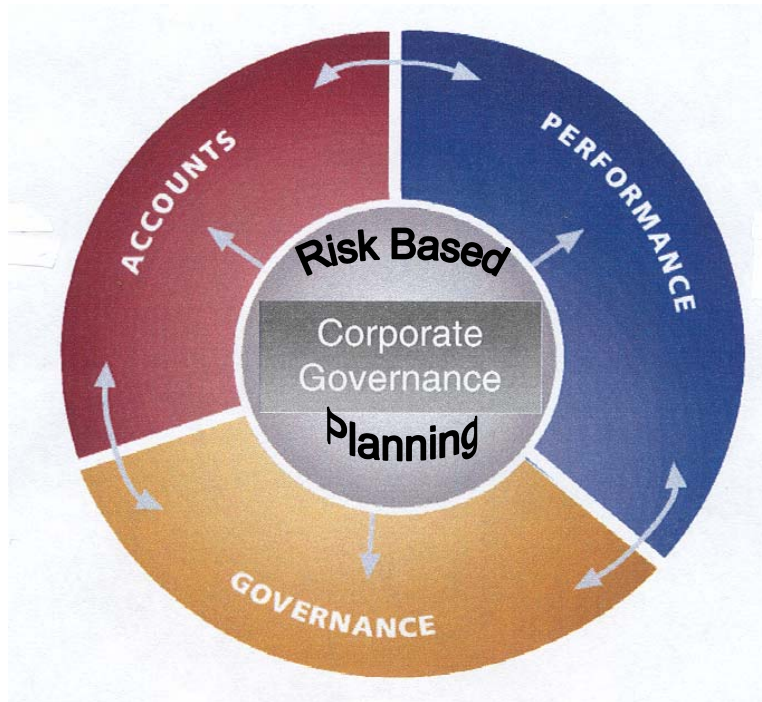 ACCOUNTS
PERFORMANCE
Risk Based
Corporate
Governance
Planning
GOVERNANCE